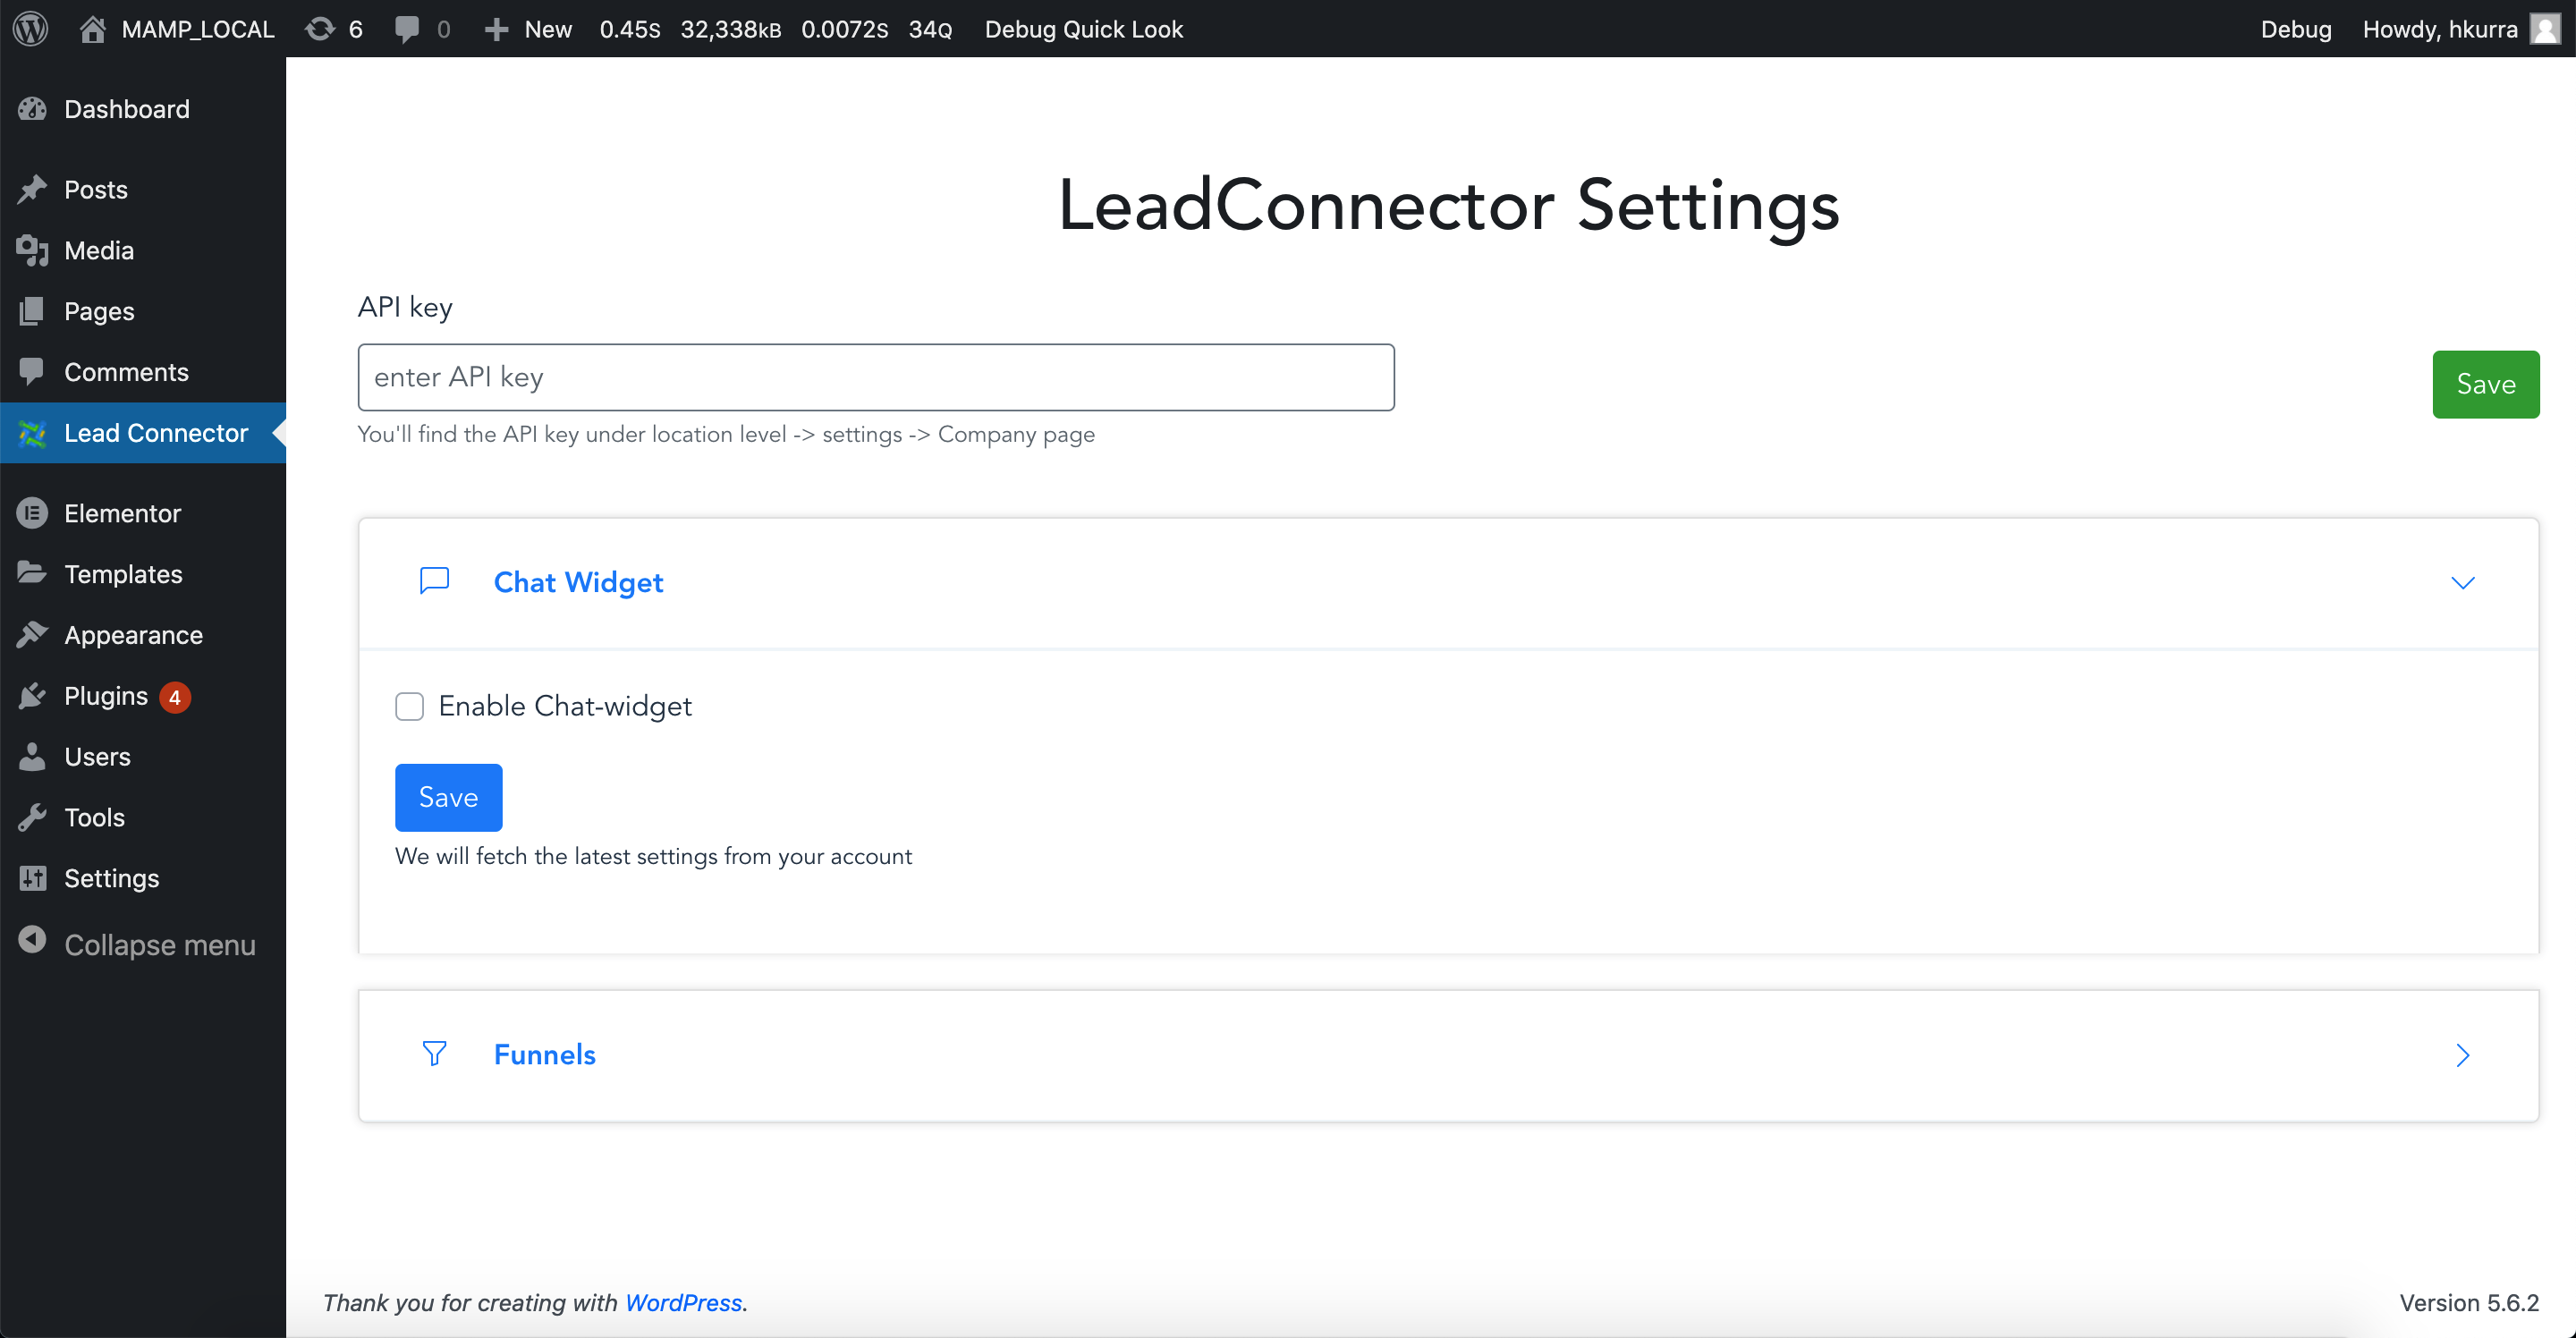 MAMP_LOCAL 6 0 New 0.45S 32,338KB 0.0072S 34Q Debug Quick Look Debug Howdy, hkurra
Dashboard
Posts
Media
Pages
Comments
Lead Connector
Elementor
Templates
Appearance
Plugins 4
Users
Tools
Settings
Collapse menu
LeadConnector Settings
API key
enter API key
Save
You'll find the API key under location level -> settings -> Company page
Chat Widget
Enable Chat-widget
Save
We will fetch the latest settings from your account
Funnels
Thank you for creating with WordPress.
Version 5.6.2